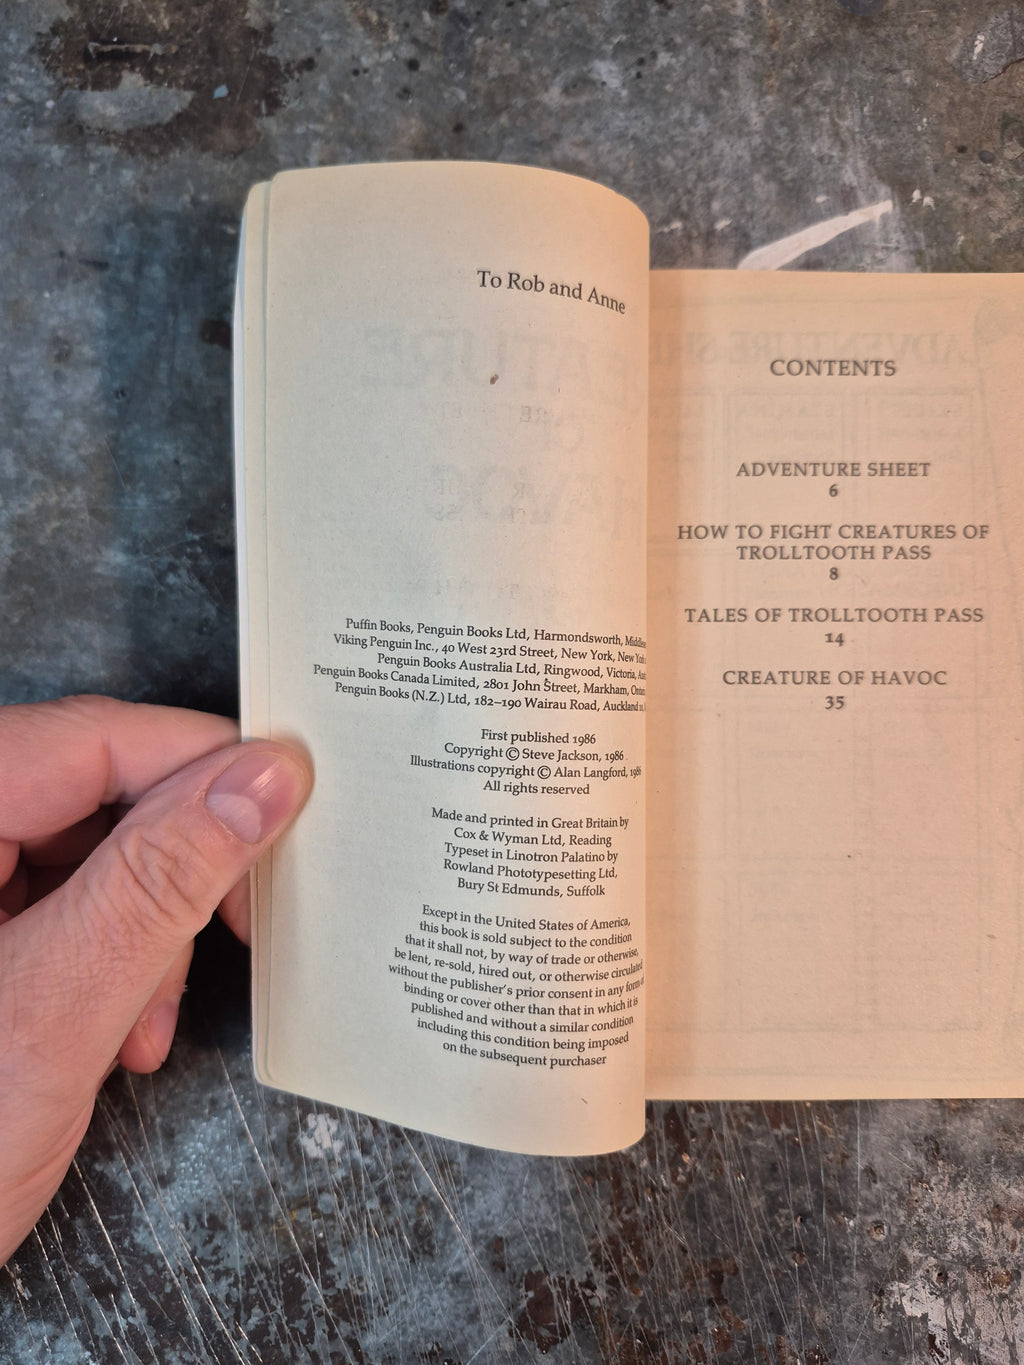 To Rob and Anne
Puffin Books, Penguin Books Ltd, Harmondsworth,
Viking Penguin Inc., 40 West 23rd Street, New York, New
Penguin Books Australia Ltd, Ringwood, Victoria,
Penguin Books Canada Limited, 2801 John Street, Markham,
Penguin Books (N.Z.) Ltd, 182–190 Wairau Road, Auckland
First published 1986
Copyright © Steve Jackson, 1986
Illustrations copyright © Alan Langford, 1986
All rights reserved
Made and printed in Great Britain by
Cox & Wyman Ltd, Reading
Typeset in Linotron Palatino by
Rowland Phototypesetting Ltd,
Bury St Edmunds, Suffolk
Except in the United States of America,
this book is sold subject to the condition
that it shall not, by way of trade or otherwise,
be lent, re-sold, hired out, or otherwise circulated
without the publisher's prior consent in any form of
binding or cover other than that in which it is
published and without a similar condition
including this condition being imposed
on the subsequent purchaser
CONTENTS
ADVENTURE SHEET
6
HOW TO FIGHT CREATURES OF
TROLLTOOTH PASS
8
TALES OF TROLLTOOTH PASS
14
CREATURE OF HAVOC
35